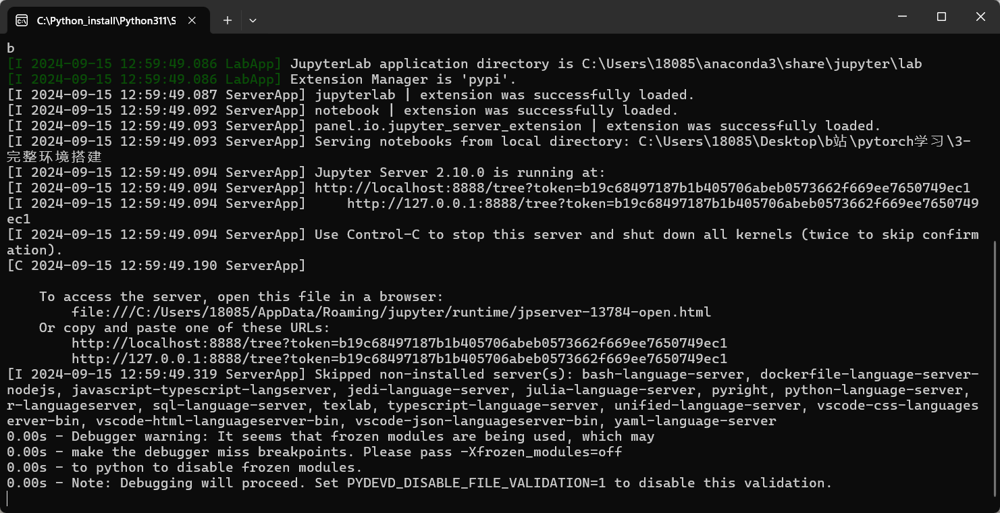 C:\Python_install\Python311\S
b
[I 2024-09-15 12:59:49.086 LabApp] JupyterLab application directory is C:\Users\18085\anaconda3\share\jupyter\lab
[I 2024-09-15 12:59:49.086 LabApp] Extension Manager is 'pypi'.
[I 2024-09-15 12:59:49.087 ServerApp] jupyterlab | extension was successfully loaded.
[I 2024-09-15 12:59:49.092 ServerApp] notebook | extension was successfully loaded.
[I 2024-09-15 12:59:49.093 ServerApp] panel.io.jupyter_server_extension | extension was successfully loaded.
[I 2024-09-15 12:59:49.093 ServerApp] Serving notebooks from local directory: C:\Users\18085\Desktop\b站\pytorch学习\3-
完整环境搭建
[I 2024-09-15 12:59:49.094 ServerApp] Jupyter Server 2.10.0 is running at:
[I 2024-09-15 12:59:49.094 ServerApp] http://localhost:8888/tree?token=b19c68497187b1b405706abeb0573662f669ee7650749ec1
[I 2024-09-15 12:59:49.094 ServerApp]     http://127.0.0.1:8888/tree?token=b19c68497187b1b405706abeb0573662f669ee7650749
ec1
[I 2024-09-15 12:59:49.094 ServerApp] Use Control-C to stop this server and shut down all kernels (twice to skip confirm
ation).
[C 2024-09-15 12:59:49.190 ServerApp]
    To access the server, open this file in a browser:
        file:///C:/Users/18085/AppData/Roaming/jupyter/runtime/jpserver-13784-open.html
    Or copy and paste one of these URLs:
        http://localhost:8888/tree?token=b19c68497187b1b405706abeb0573662f669ee7650749ec1
        http://127.0.0.1:8888/tree?token=b19c68497187b1b405706abeb0573662f669ee7650749ec1
[I 2024-09-15 12:59:49.319 ServerApp] Skipped non-installed server(s): bash-language-server, dockerfile-language-server-
nodejs, javascript-typescript-langserver, jedi-language-server, julia-language-server, pyright, python-language-server,
r-languageserver, sql-language-server, texlab, typescript-language-server, unified-language-server, vscode-css-languages
erver-bin, vscode-html-languageserver-bin, vscode-json-languageserver-bin, yaml-language-server
0.00s - Debugger warning: It seems that frozen modules are being used, which may
0.00s - make the debugger miss breakpoints. Please pass -Xfrozen_modules=off
0.00s - to python to disable frozen modules.
0.00s - Note: Debugging will proceed. Set PYDEVD_DISABLE_FILE_VALIDATION=1 to disable this validation.